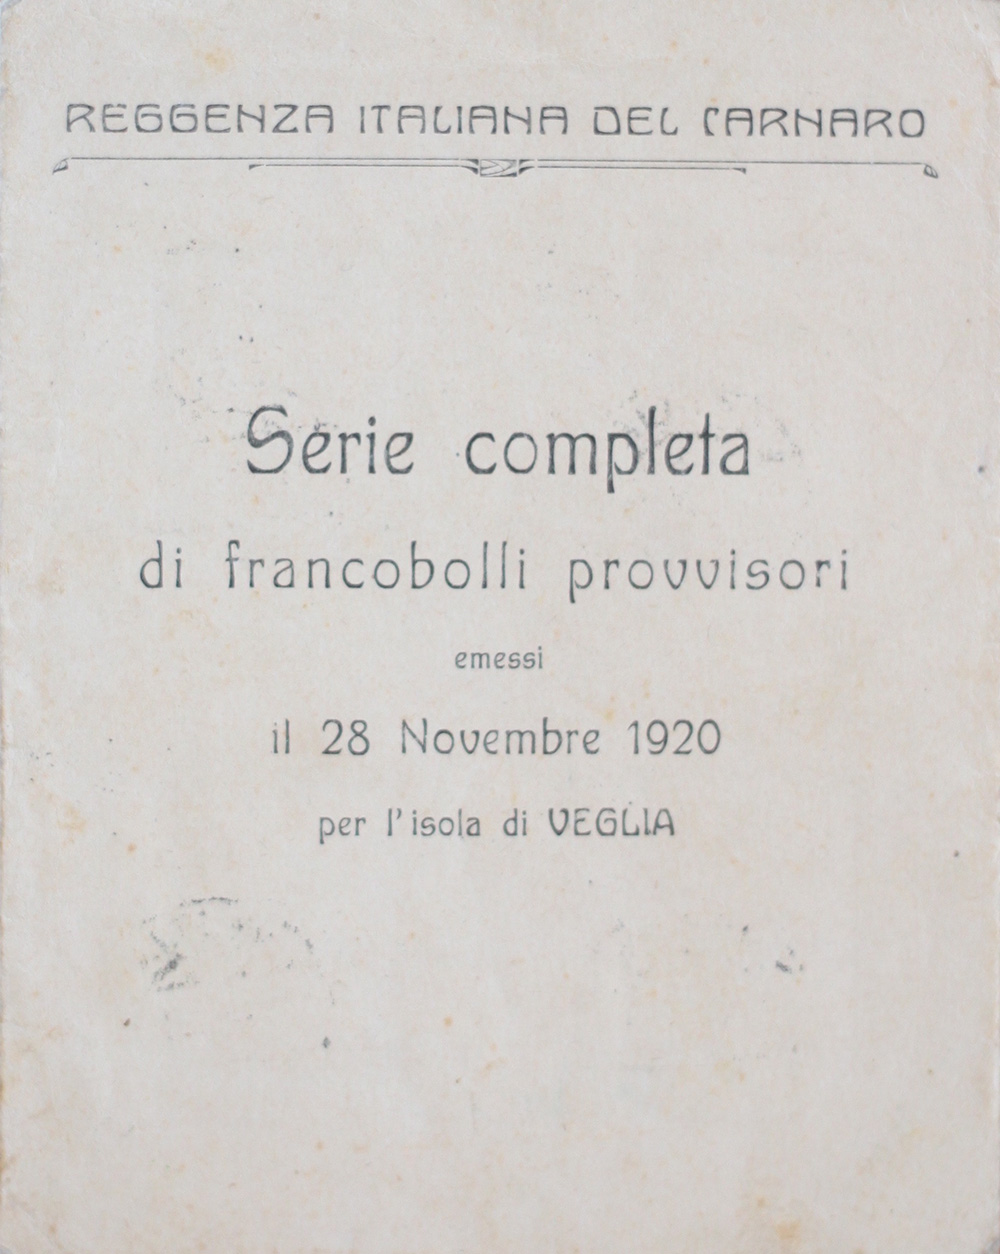 REGGENZA ITALIANA DEL CARNARO
Serie completa
di francobolli provvisori
emessi
il 28 Novembre 1920
per l'isola di VEGLIA